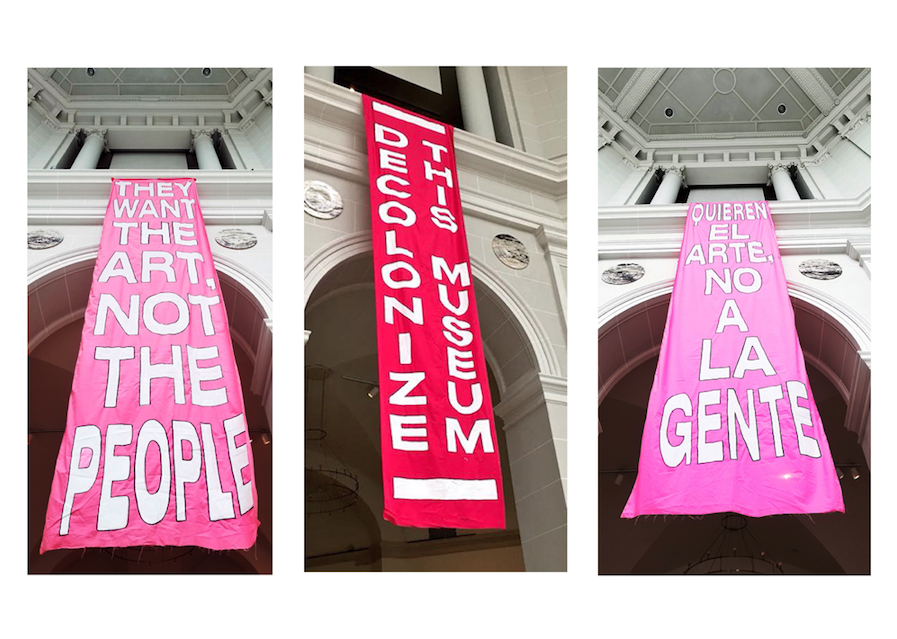 THEY
WANT
THE
ART,
NOT
THE
PEOPLE
DECOLONIZE
THIS MUSEUM
QUIEREN
EL
ARTE,
NO
A
LA
GENTE